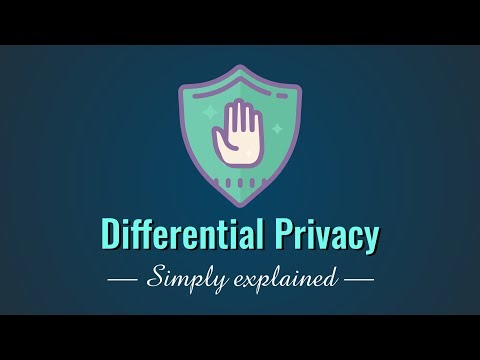 Differential Privacy
— Simply explained —